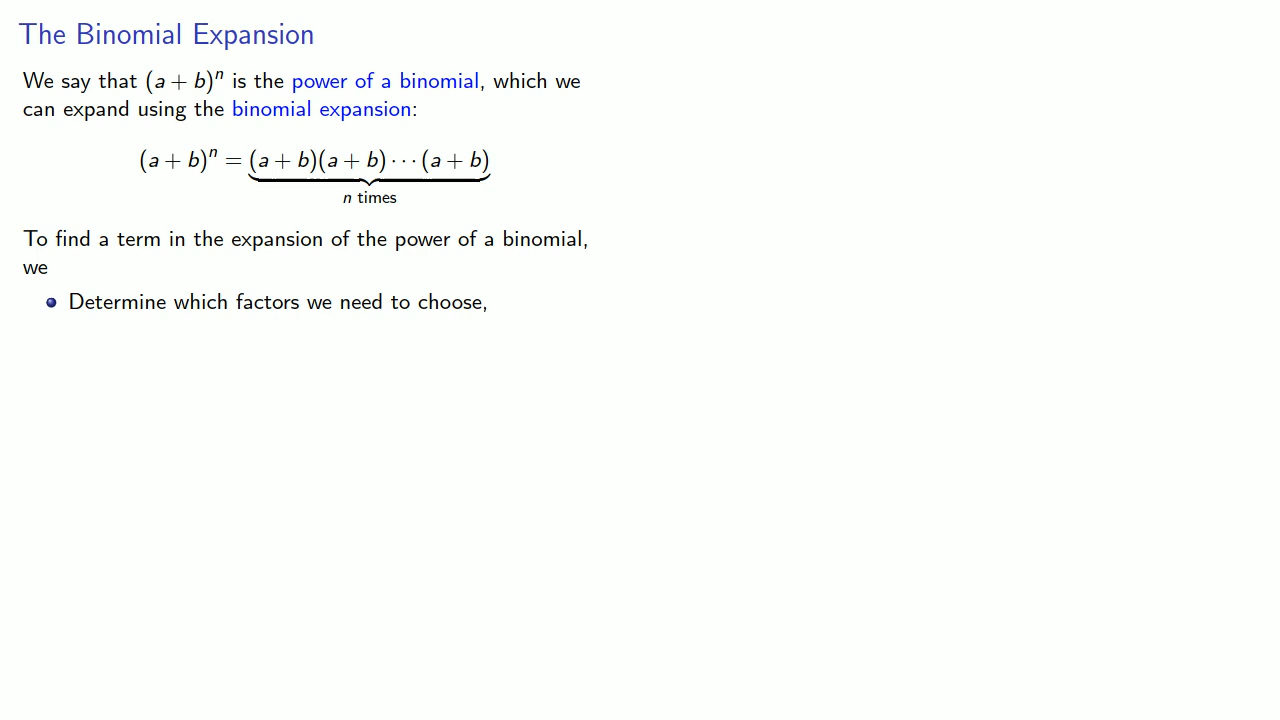 The Binomial Expansion
We say that (a + b)ⁿ is the power of a binomial, which we
can expand using the binomial expansion:
(a + b)ⁿ = (a + b)(a + b) · · · (a + b)
n times
To find a term in the expansion of the power of a binomial,
we
Determine which factors we need to choose,